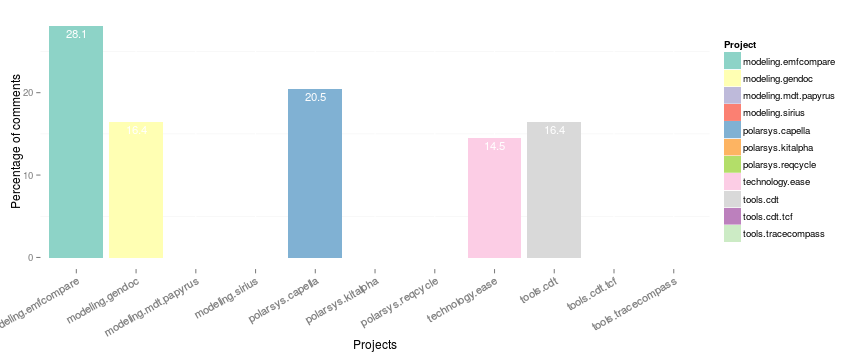 28.1
20.5
16.4
14.5
Percentage of comments
20
10
0
deling.emfcompare
modeling.gendoc
modeling.mdt.papyrus
modeling.sirius
polarsys.capella
polarsys.kitalpha
polarsys.reqcycle
technology.ease
tools.cdt
tools.cdt.tcf
tools.tracecompass
Projects
Project
modeling.emfcompare
modeling.gendoc
modeling.mdt.papyrus
modeling.sirius
polarsys.capella
polarsys.kitalpha
polarsys.reqcycle
technology.ease
tools.cdt
tools.cdt.tcf
tools.tracecompass